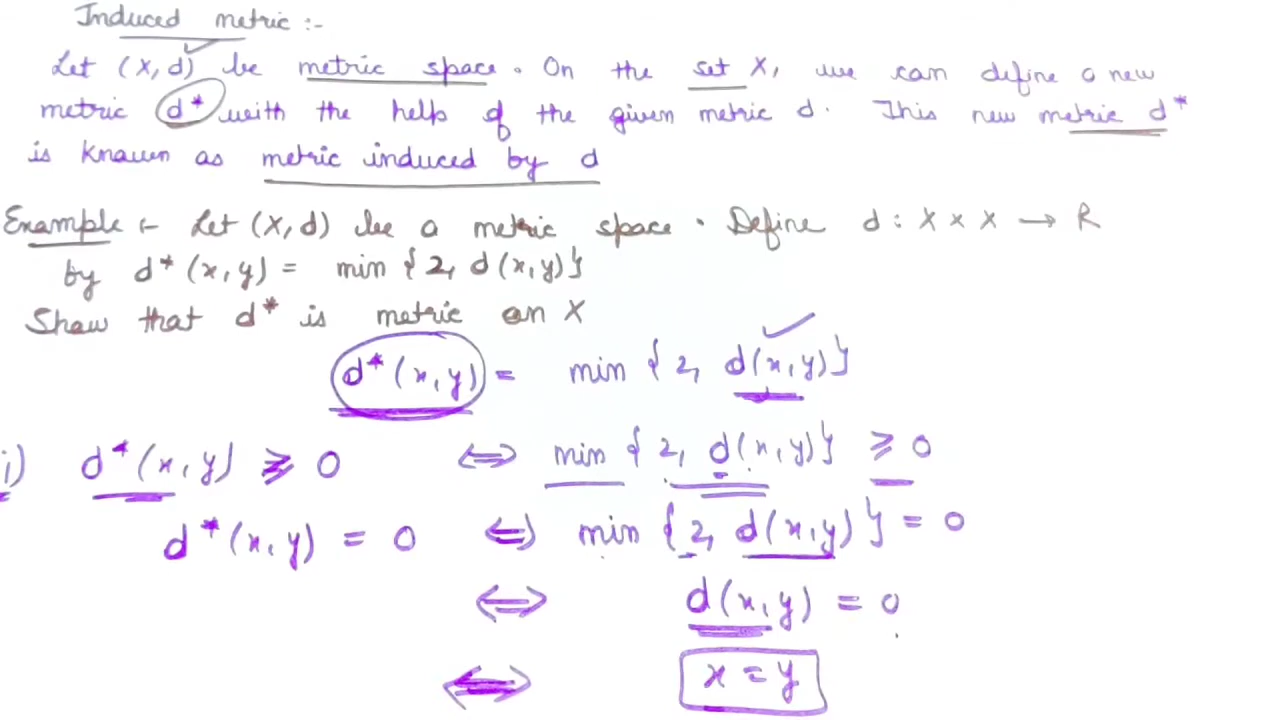 Induced metric :-
Let (X, d) be metric space. On the set X, we can define a new
metric d* with the help of the given metric d. This new metric d*
is known as metric induced by d
Example :- Let (X, d) be a metric space. Define d : X × X → R
by d*(x, y) = min {2, d(x, y)}
Show that d* is metric on X
d*(x, y) = min {2, d(x, y)}
i) d*(x, y) ≥ 0 ⇔ min {2, d(x, y)} ≥ 0
d*(x, y) = 0 ⇔ min {2, d(x, y)} = 0
⇔ d(x, y) = 0
⇔ x = y